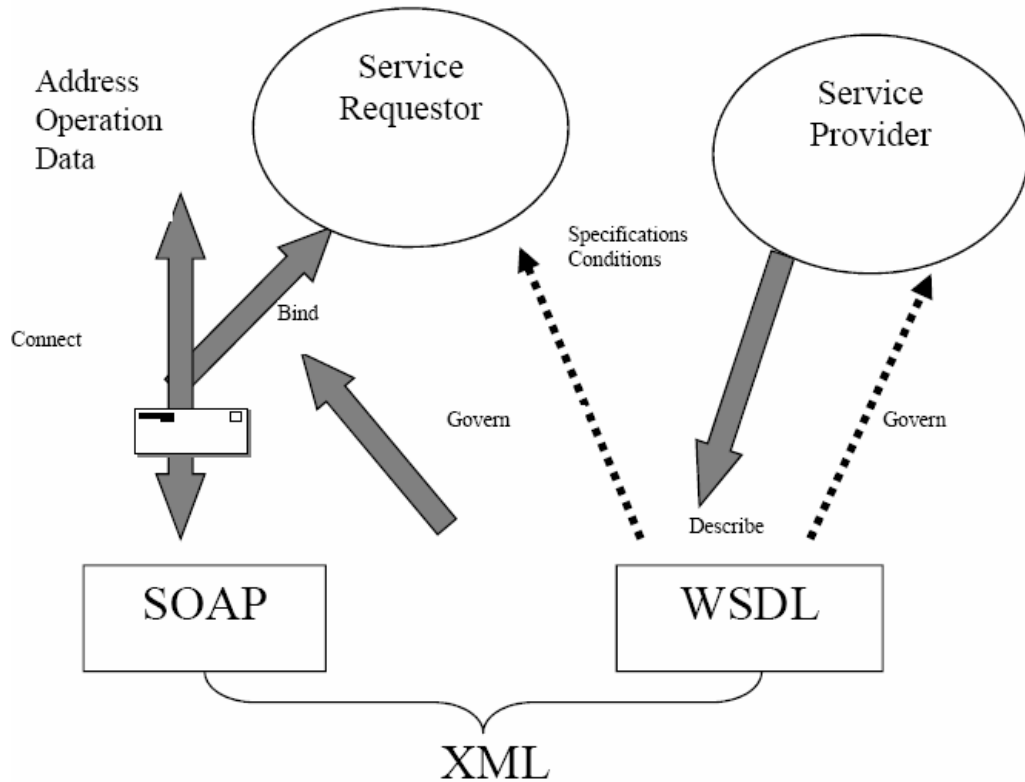 Address
Operation
Data
Service
Requestor
Service
Provider
Specifications
Conditions
Bind
Connect
Govern
Govern
Describe
SOAP
WSDL
XML